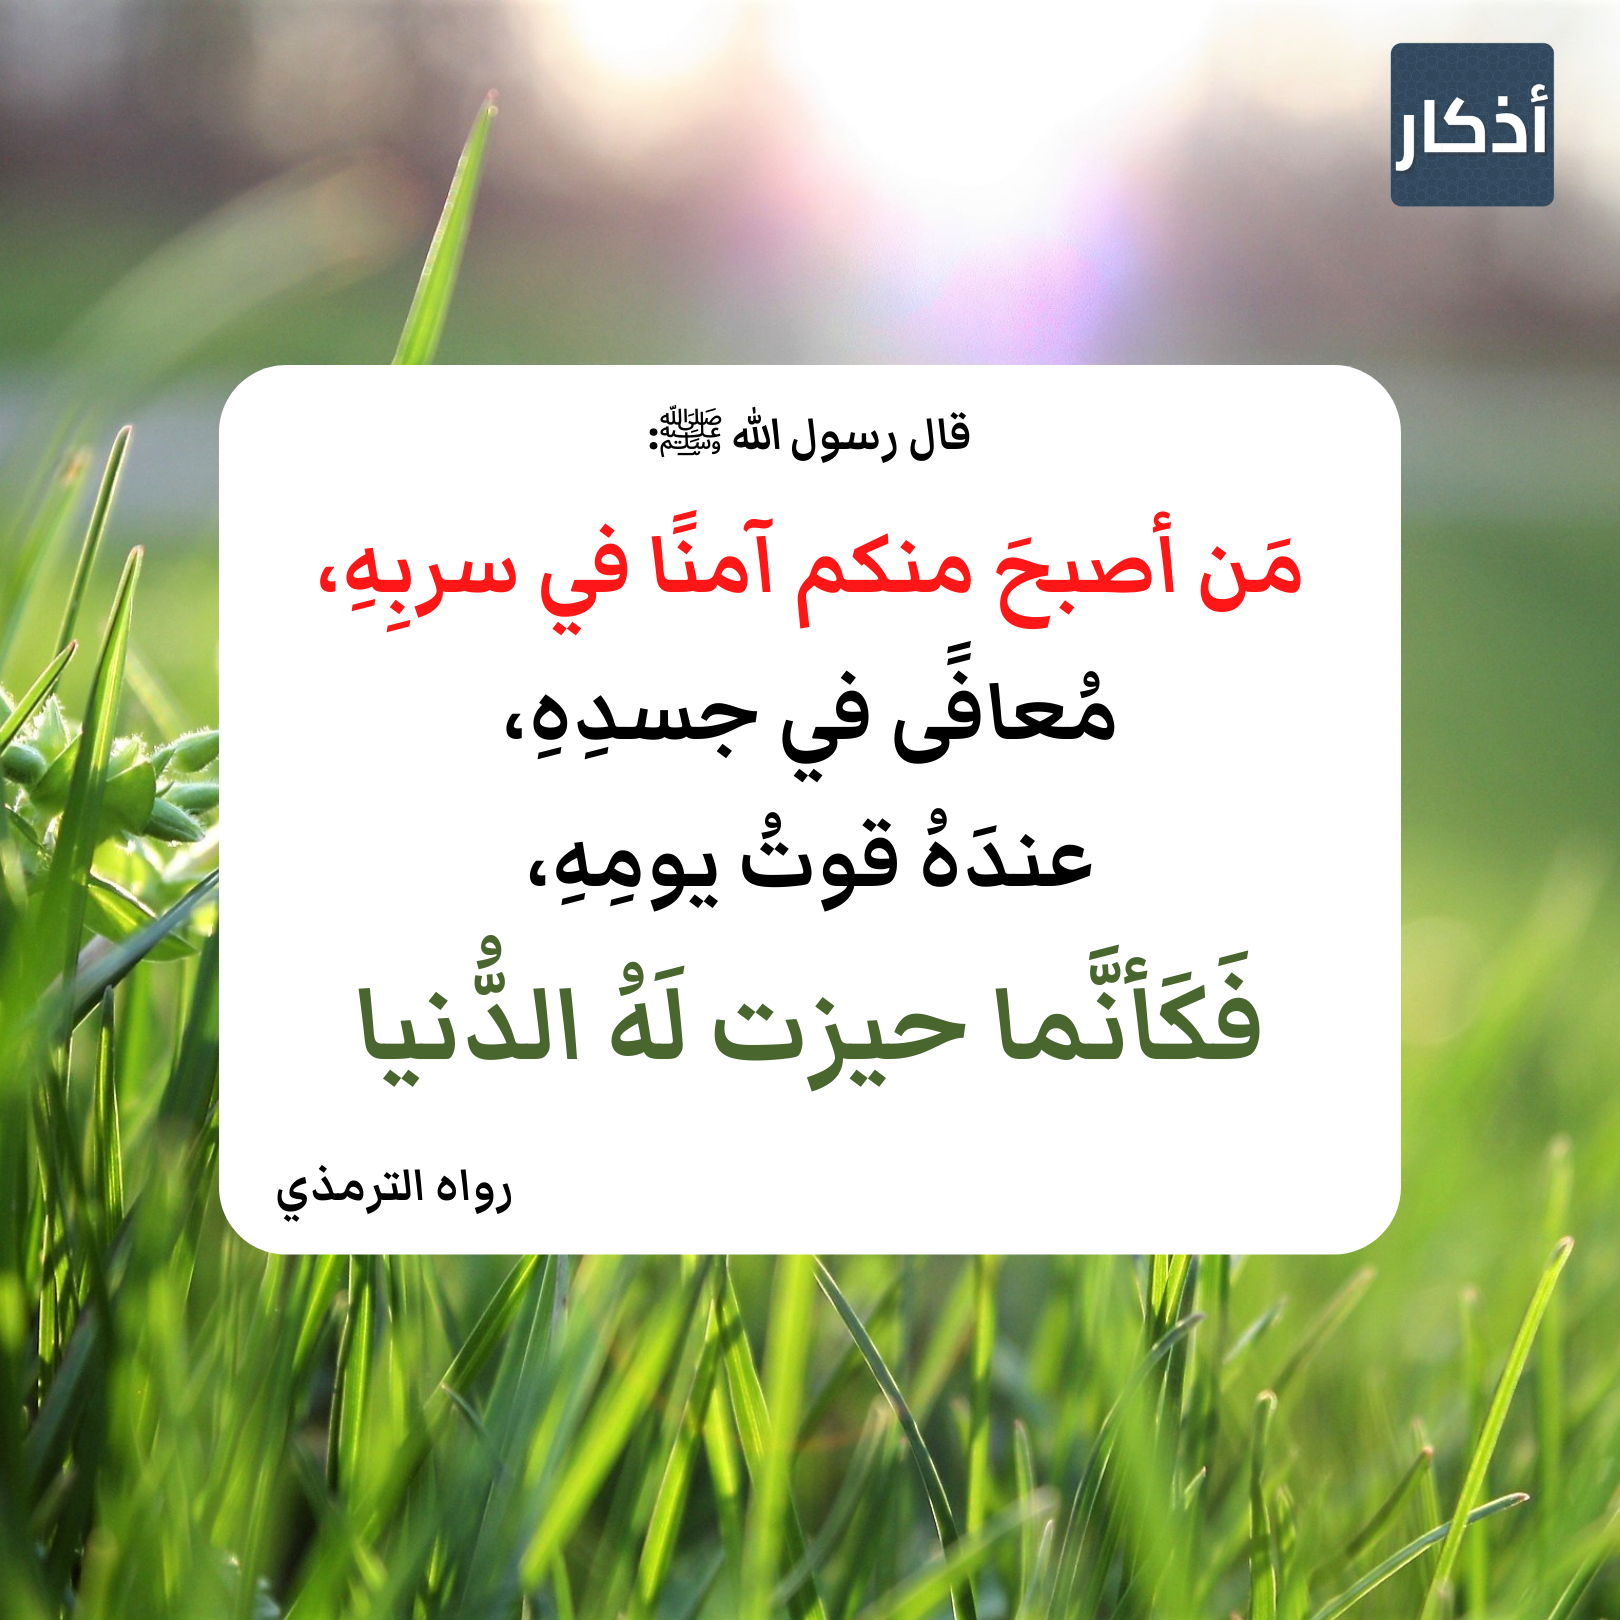 أذكار
قال رسول الله ﷺ:
مَن أصبحَ منكم آمنًا في سربِهِ،
مُعافًى في جسدِهِ،
عندَهُ قوتُ يومِهِ،
فَكَأنَّما حيزت لَهُ الدُّنيا
رواه الترمذي